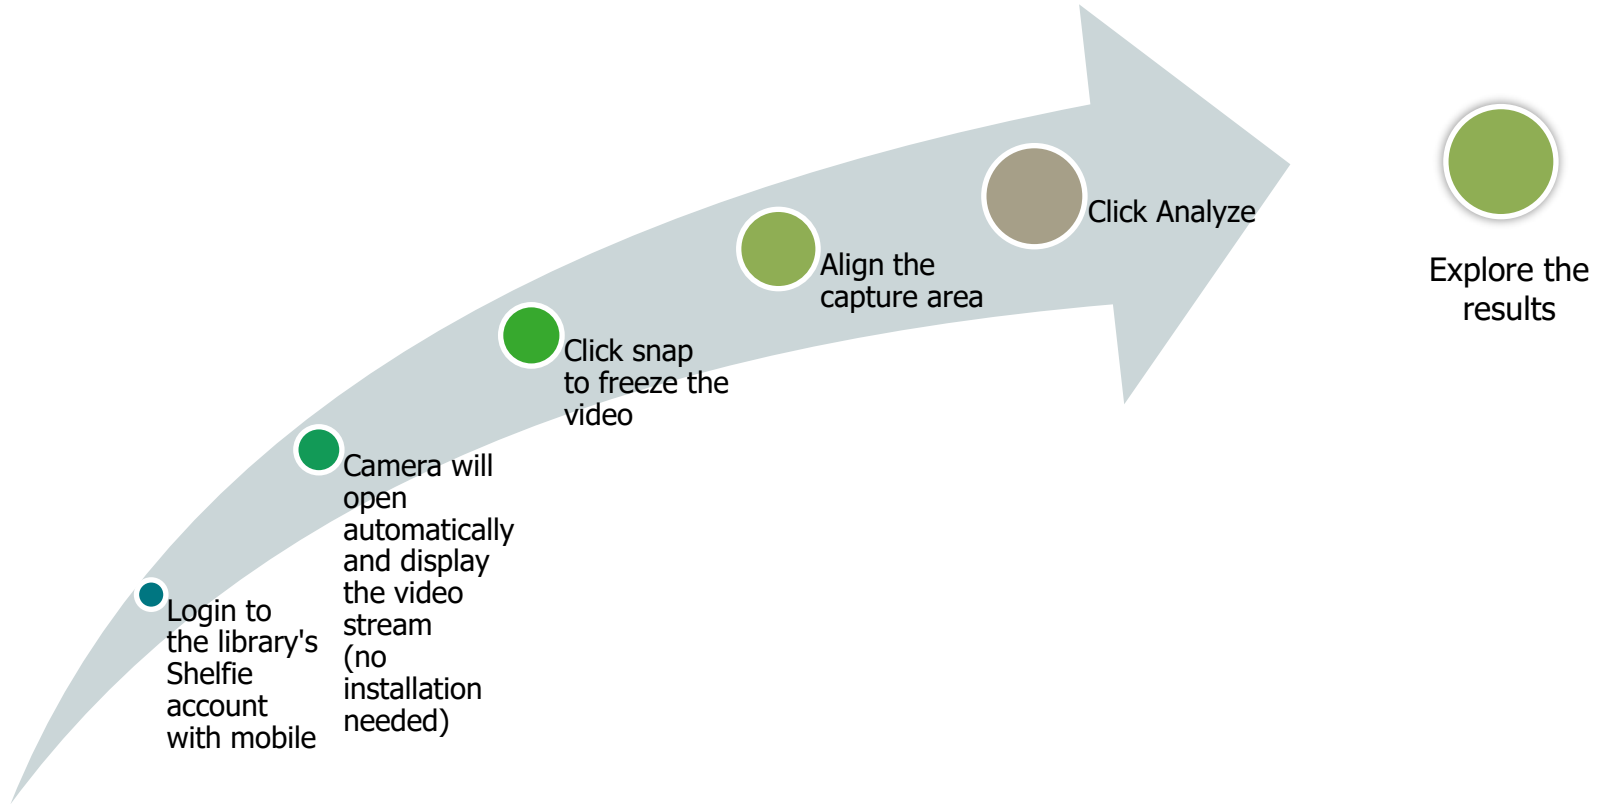 Login to
the library's
Shelfie
account
with mobile
Camera will
open
automatically
and display
the video
stream
(no
installation
needed)
Click snap
to freeze the
video
Align the
capture area
Click Analyze
Explore the
results